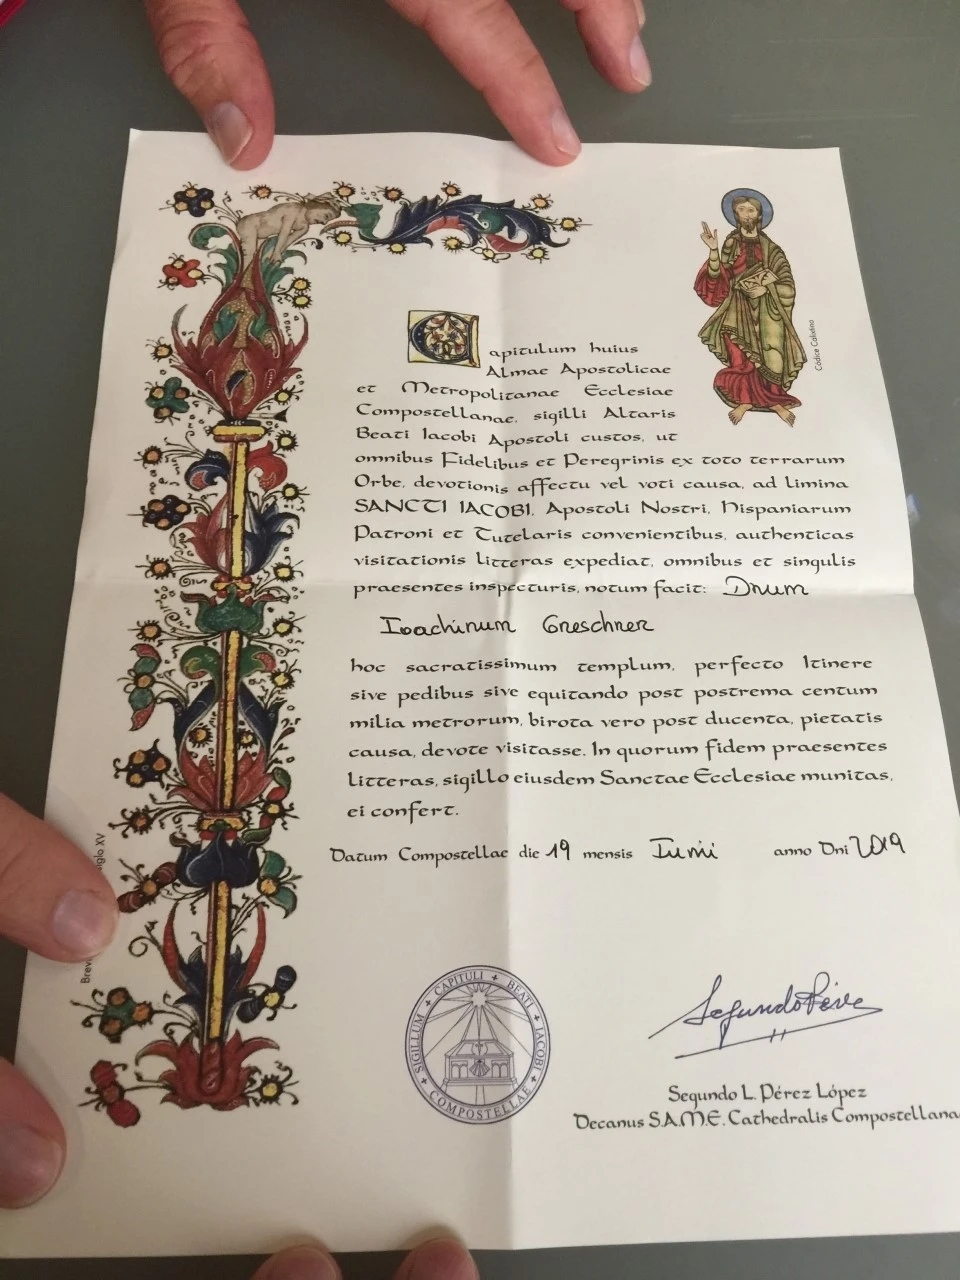 Capitulum huius
Almae Apostolicae
et Metropolitanae Ecclesiae
Compostellanae, sigilli Altaris
Beati Iacobi Apostoli custos, ut
omnibus Fidelibus et Peregrinis ex toto terrarum
Orbe, devotionis affectu vel voti causa, ad limina
SANCTI IACOBI, Apostoli Nostri, Hispaniarum
Patroni et Tutelaris convenientibus, authenticas
visitationis litteras expediat, omnibus et singulis
praesentes inspecturis, notum facit: Dnum
Ioachinum Greschner
hoc sacratissimum templum, perfecto Itinere
sive pedibus sive equitando post postrema centum
milia metrorum, birota vero post ducenta, pietatis
causa, devote visitasse. In quorum fidem praesentes
litteras, sigillo eiusdem Sanctae Ecclesiae munitas,
ei confert.
Datum Compostellae die 19 mensis Iunii anno Dni 2019
Códice Calixtino
SIGILLUM + CAPITULI + BEATI + IACOBI + COMPOSTELLAE +
Segundo Pérez
Segundo L. Pérez López
Decanus S.A.M.E. Cathedralis Compostellana